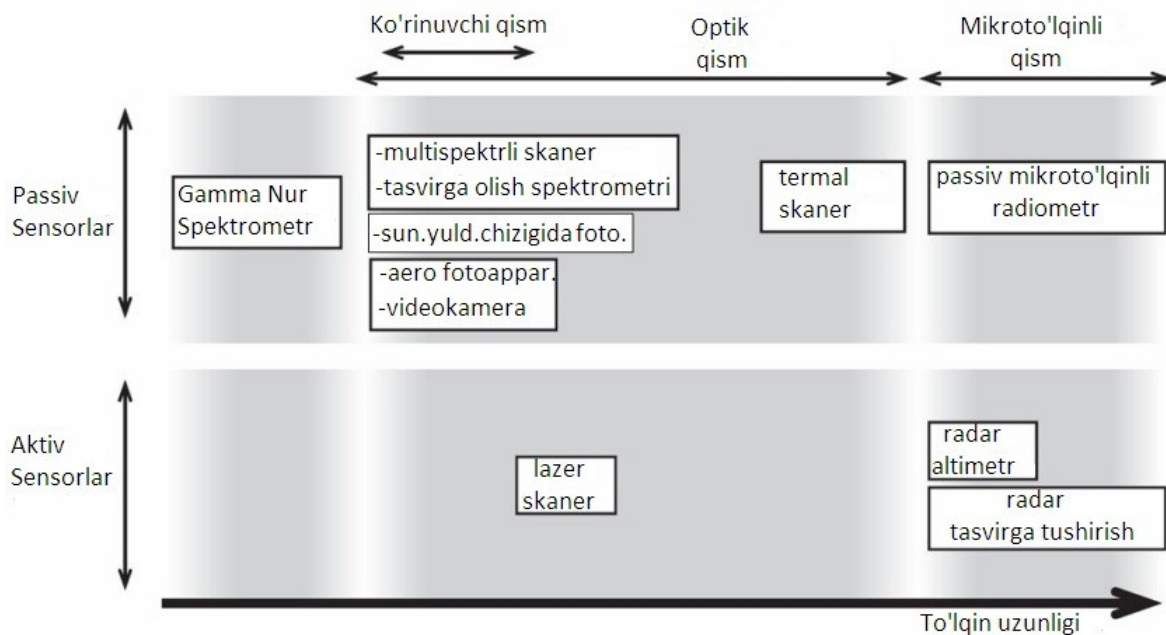 Ko'rinuvchi qism
Optik
qism
Mikroto'lqinli
qism
Passiv
Sensorlar
Gamma Nur
Spektrometr
-multispektrli skaner
-tasvirga olish spektrometri
-sun.yuld.chizigida foto.
-aero fotoappar.
-videokamera
termal
skaner
passiv mikroto'lqinli
radiometr
Aktiv
Sensorlar
lazer
skaner
radar
altimetr
radar
tasvirga tushirish
To'lqin uzunligi